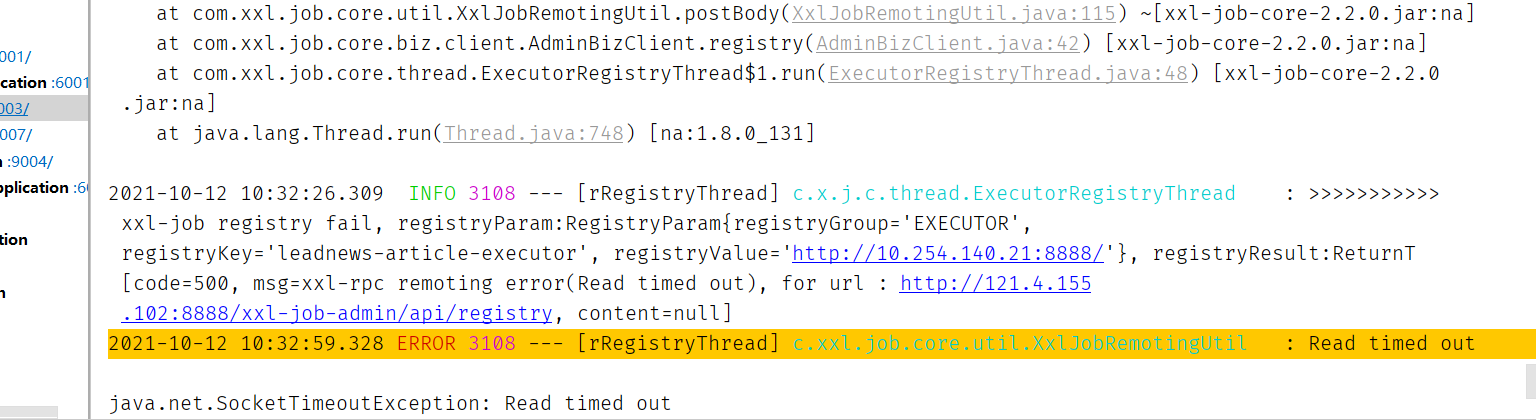 at com.xxl.job.core.util.XxlJobRemotingUtil.postBody(XxlJobRemotingUtil.java:115) ~[xxl-job-core-2.2.0.jar:na]
at com.xxl.job.core.biz.client.AdminBizClient.registry(AdminBizClient.java:42) [xxl-job-core-2.2.0.jar:na]
at com.xxl.job.core.thread.ExecutorRegistryThread$1.run(ExecutorRegistryThread.java:48) [xxl-job-core-2.2.0
.jar:na]
at java.lang.Thread.run(Thread.java:748) [na:1.8.0_131]
2021-10-12 10:32:26.309 INFO 3108 --- [rRegistryThread] c.x.j.c.thread.ExecutorRegistryThread : >>>>>>>>>>>
xxl-job registry fail, registryParam:RegistryParam{registryGroup='EXECUTOR',
registryKey='leadnews-article-executor', registryValue='http://10.254.140.21:8888/'}, registryResult:ReturnT
[code=500, msg=xxl-rpc remoting error(Read timed out), for url : http://121.4.155
.102:8888/xxl-job-admin/api/registry, content=null]
2021-10-12 10:32:59.328 ERROR 3108 --- [rRegistryThread] c.xxl.job.core.util.XxlJobRemotingUtil : Read timed out
java.net.SocketTimeoutException: Read timed out
001/
cation :6001
003/
007/
:9004/
pplication :6
tion